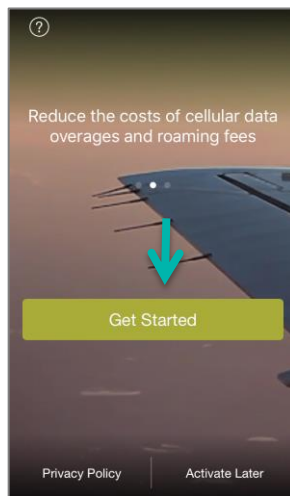 ?
Reduce the costs of cellular data
overages and roaming fees
Get Started
Privacy Policy
Activate Later